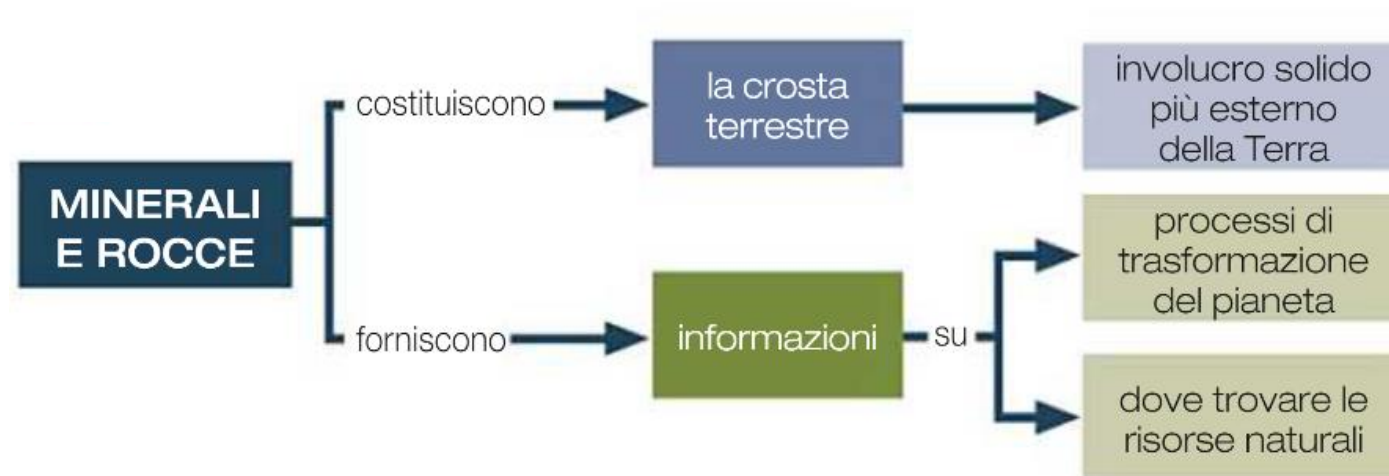 MINERALI
E ROCCE
costituiscono
la crosta
terrestre
involucro solido
più esterno
della Terra
forniscono
informazioni
su
processi di
trasformazione
del pianeta
dove trovare le
risorse naturali